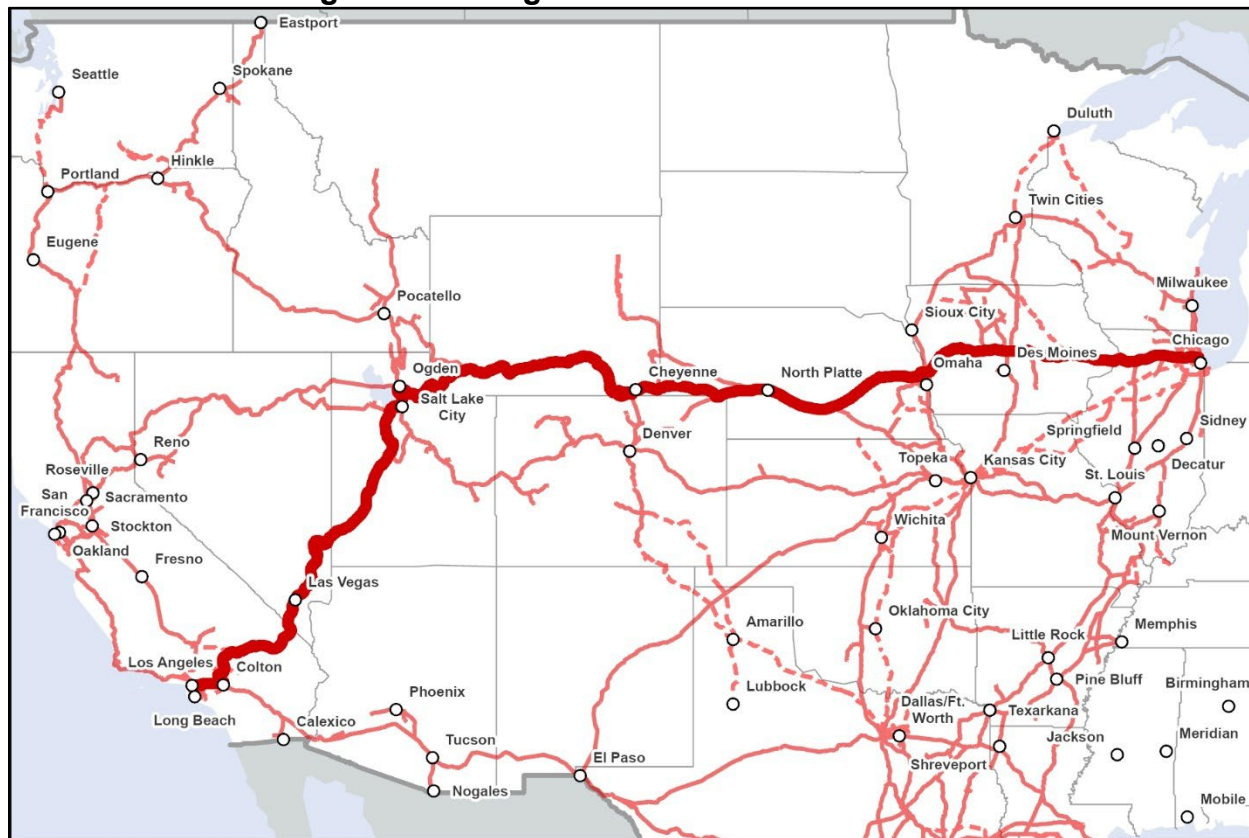 Eastport
Seattle
Spokane
Duluth
Hinkle
Portland
Twin Cities
Eugene
Milwaukee
Pocatello
Sioux City
Chicago
Ogden
Cheyenne
North Platte
Omaha
Des Moines
Salt Lake
City
Denver
Springfield
Sidney
Reno
Topeka
Kansas City
St. Louis
Decatur
Roseville
San
Francisco
Sacramento
Stockton
Wichita
Mount Vernon
Oakland
Fresno
Las Vegas
Amarillo
Oklahoma City
Little Rock
Memphis
Los Angeles
Colton
Pine Bluff
Birmingham
Phoenix
Lubbock
Dallas/Ft.
Worth
Texarkana
Long Beach
Calexico
Tucson
Jackson
Meridian
El Paso
Shreveport
Nogales
Mobile